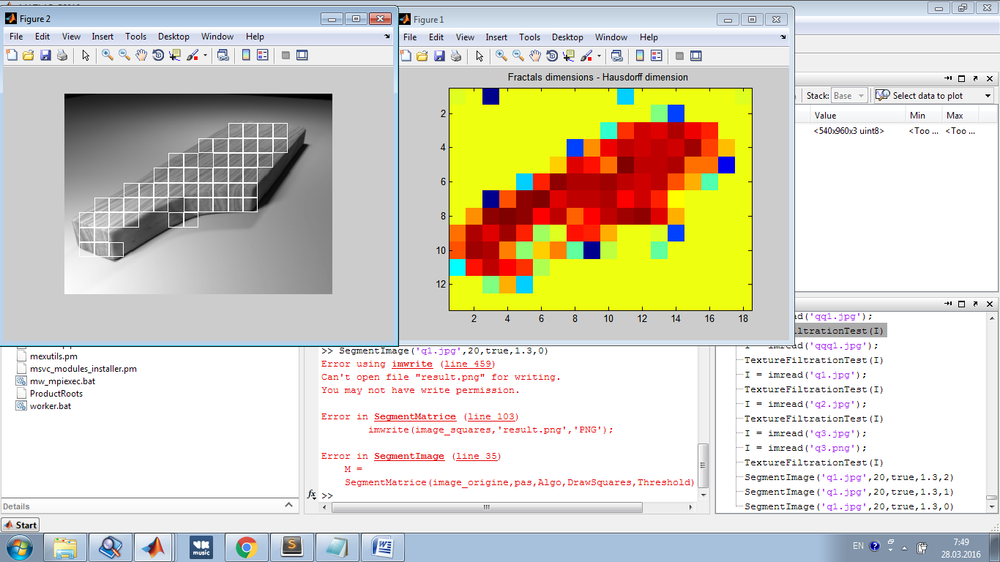 Figure 2
File Edit View Insert Tools Desktop Window Help
Figure 1
File Edit View Insert Tools Desktop Window Help
Fractals dimensions - Hausdorff dimension
2
4
6
8
10
12
2 4 6 8 10 12 14 16 18
Stack: Base Select data to plot
Value Min Max
<540x960x3 uint8> <Too ... <Too ...
mexutils.pm
msvc_modules_installer.pm
mw_mpiexec.bat
ProductRoots
worker.bat
Details
>> SegmentImage('q1.jpg',20,true,1.3,0)
Error using imwrite (line 459)
Can't open file "result.png" for writing.
You may not have write permission.
Error in SegmentMatrice (line 103)
imwrite(image_squares,'result.png','PNG');
Error in SegmentImage (line 35)
M =
SegmentMatrice(image_origine,pas,Algo,DrawSquares,Threshold)
>>
fx
('qq1.jpg');
FiltrationTest(I)
I = imread('qqq1.jpg');
TextureFiltrationTest(I)
I = imread('q1.jpg');
TextureFiltrationTest(I)
I = imread('q2.jpg');
TextureFiltrationTest(I)
I = imread('q3.jpg');
I = imread('q3.png');
TextureFiltrationTest(I)
SegmentImage('q1.jpg',20,true,1.3,2)
SegmentImage('q1.jpg',20,true,1.3,1)
SegmentImage('q1.jpg',20,true,1.3,0)
Start
VK
music
S
W
EN
7:49
28.03.2016